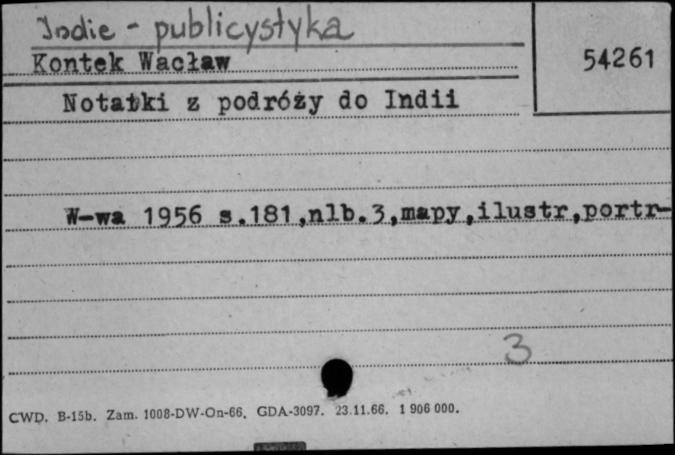 Indie - publicystyka
Kontek Wacław
54261
Notatki z podróży do Indii
W-wa 1956 s.181,nlb.3,mapy,ilustr,portr-
3
CWD. B-15b. Zam. 1008-DW-On-66. GDA-3097. 23.11.66. 1 906 000.